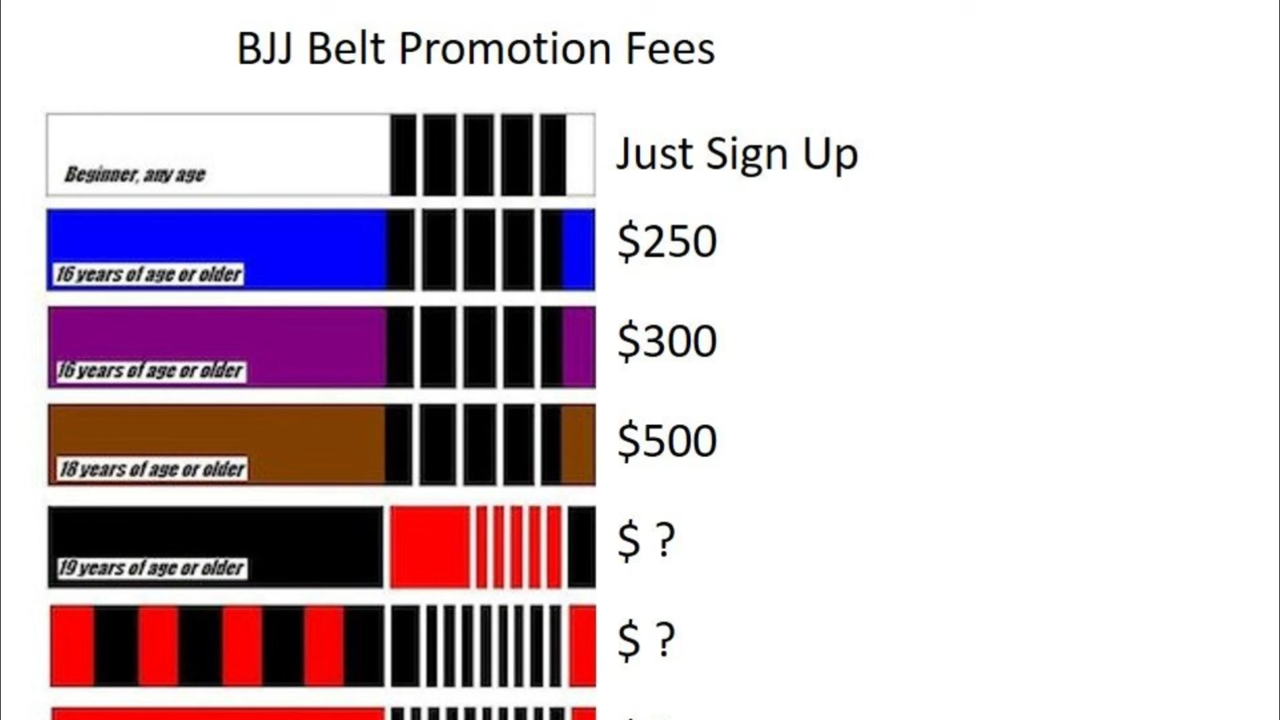 BJJ Belt Promotion Fees
Beginner, any age
Just Sign Up
16 years of age or older
$250
16 years of age or older
$300
18 years of age or older
$500
19 years of age or older
$ ?
$ ?